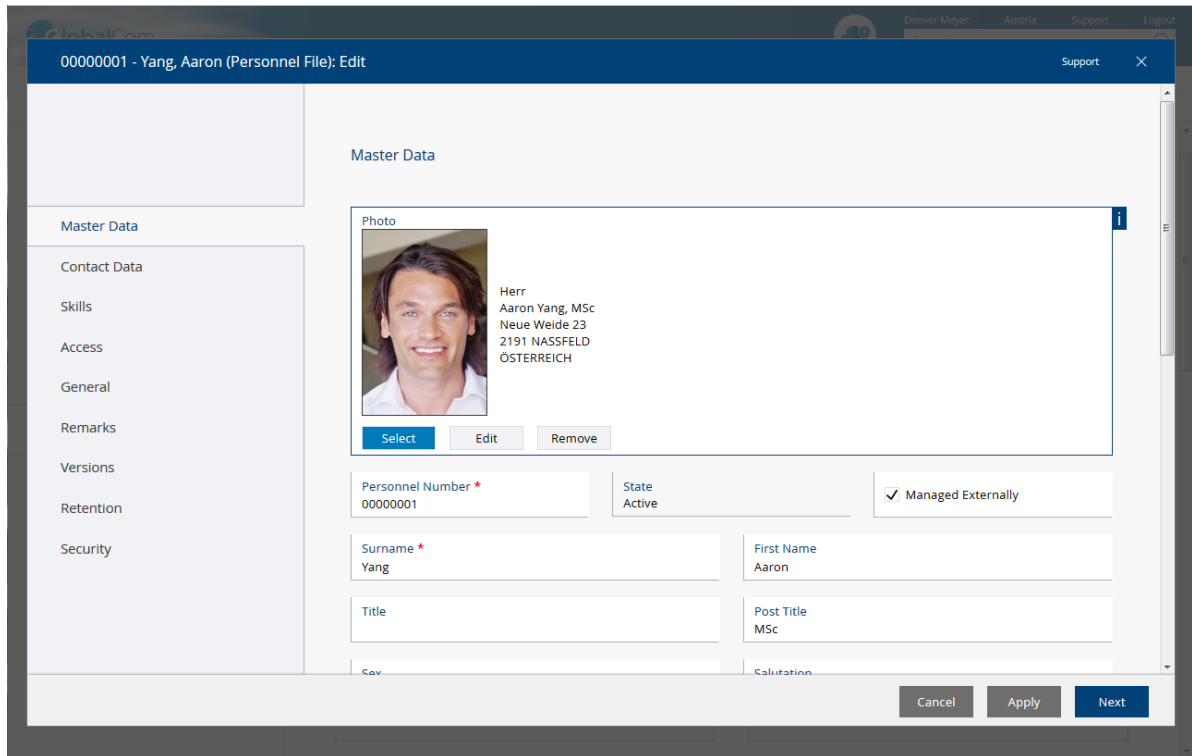 GlobalCom
Denver Meyer Austria Support Logout
00000001 - Yang, Aaron (Personnel File): Edit
Support
Master Data
Contact Data
Skills
Access
General
Remarks
Versions
Retention
Security
Master Data
Photo
i
Herr
Aaron Yang, MSc
Neue Weide 23
2191 NASSFELD
ÖSTERREICH
Select Edit Remove
Personnel Number *
00000001
State
Active
Managed Externally
Surname *
Yang
First Name
Aaron
Title
Post Title
MSc
Sex
Salutation
Cancel Apply Next